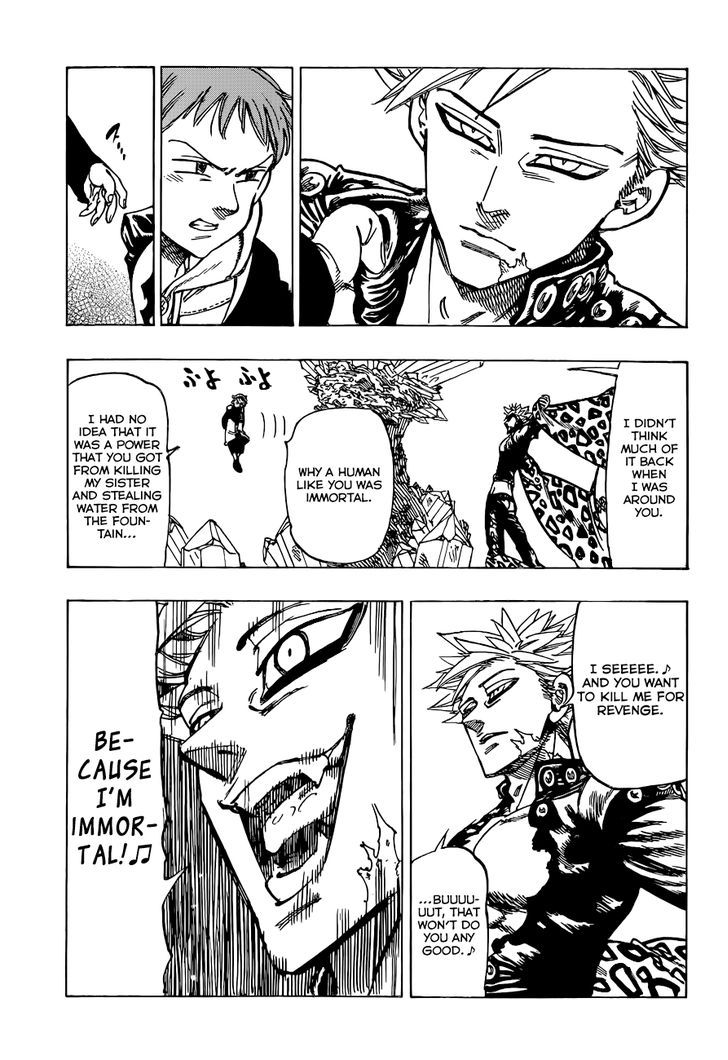 スッ
I DIDN'T
THINK
MUCH OF
IT BACK
WHEN
I WAS
AROUND
YOU.
WHY A HUMAN
LIKE YOU WAS
IMMORTAL.
ふよ ふよ
I HAD NO
IDEA THAT IT
WAS A POWER
THAT YOU GOT
FROM KILLING
MY SISTER
AND STEALING
WATER FROM
THE FOUN-
TAIN...
I SEEEEE.♪
AND YOU WANT
TO KILL ME FOR
REVENGE.
...BUUUU-
UUT, THAT
WON'T DO
YOU ANY
GOOD.♪
BE-
CAUSE
I'M
IMMOR-
TAL!♫